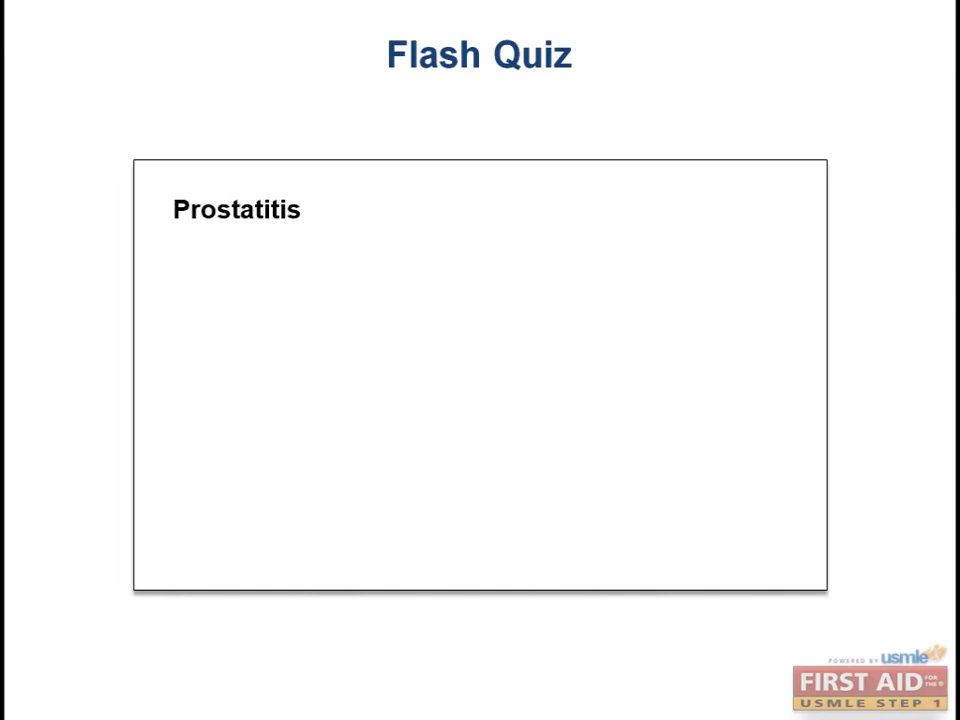 Flash Quiz
Prostatitis
POWERED BY usmle
FIRST AID FOR THE®
USMLE STEP 1